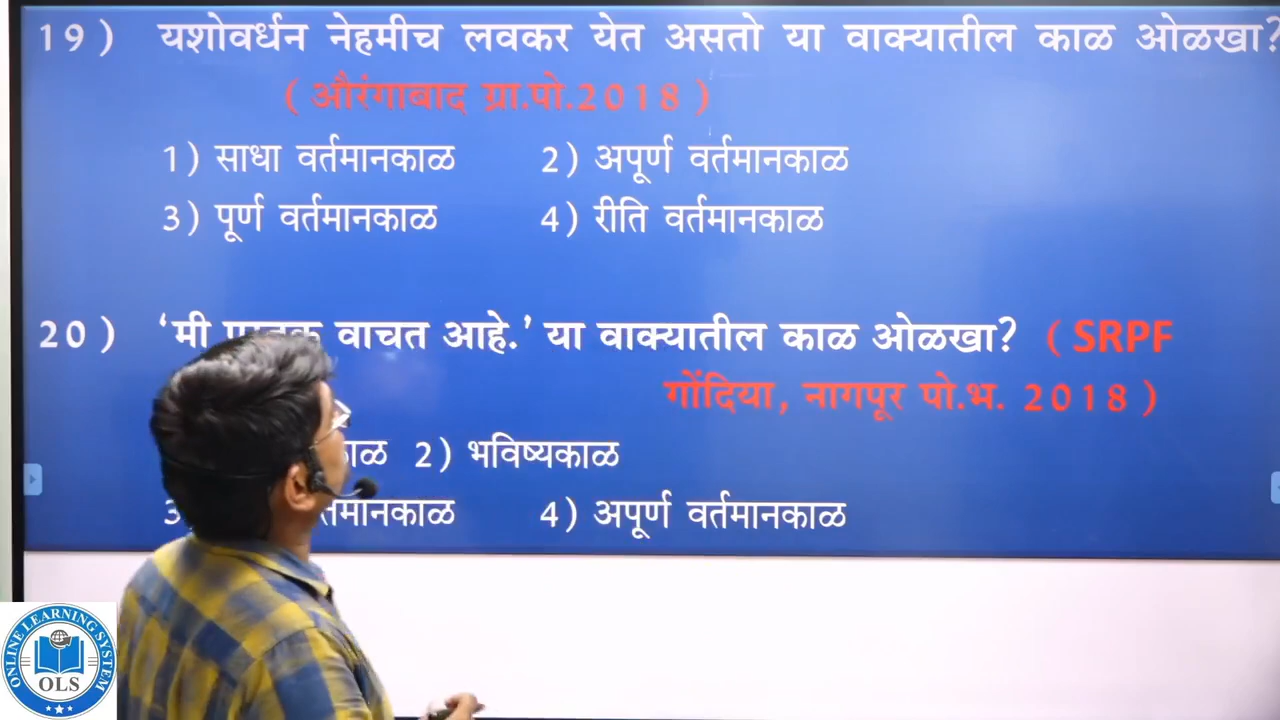 19) यशोवर्धन नेहमीच लवकर येत असतो या वाक्यातील काळ ओळखा?
( औरंगाबाद ग्रा.पो.2018 )
1) साधा वर्तमानकाळ 2) अपूर्ण वर्तमानकाळ
3) पूर्ण वर्तमानकाळ 4) रीति वर्तमानकाळ
20) ‘मी वाचत आहे.’ या वाक्यातील काळ ओळखा? ( SRPF
गोंदिया, नागपूर पो.भ. 2018 )
2) भविष्यकाळ
4) अपूर्ण वर्तमानकाळ
ONLINE LEARNING SYSTEM
OLS